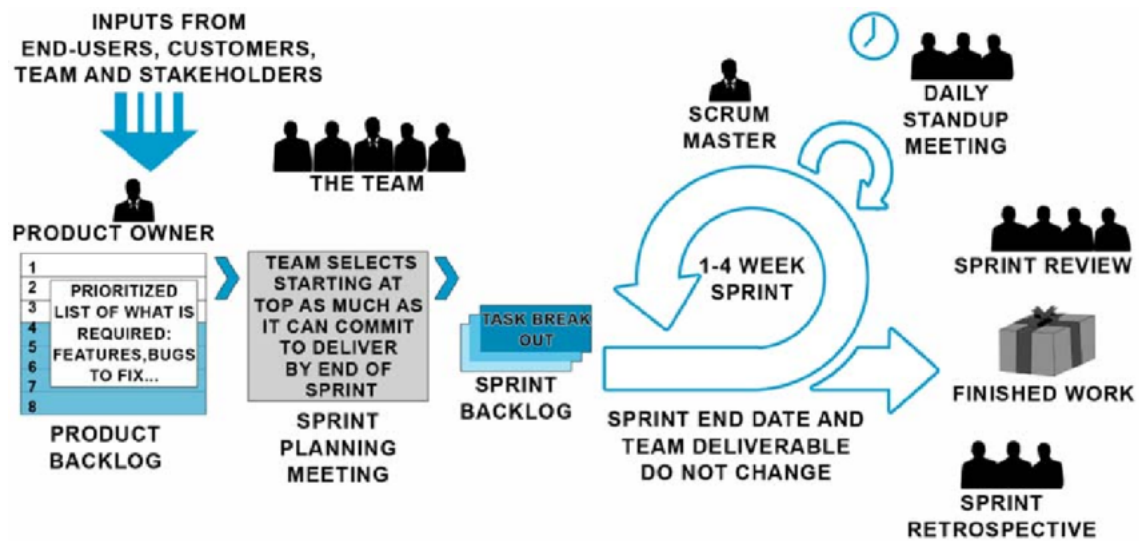 INPUTS FROM
END-USERS, CUSTOMERS,
TEAM AND STAKEHOLDERS
PRODUCT OWNER
1
2
3
4
5
6
7
8
PRIORITIZED
LIST OF WHAT IS
REQUIRED:
FEATURES,BUGS
TO FIX...
PRODUCT
BACKLOG
THE TEAM
TEAM SELECTS
STARTING AT
TOP AS MUCH AS
IT CAN COMMIT
TO DELIVER
BY END OF
SPRINT
SPRINT
PLANNING
MEETING
TASK BREAK
OUT
SPRINT
BACKLOG
SCRUM
MASTER
DAILY
STANDUP
MEETING
1-4 WEEK
SPRINT
SPRINT END DATE AND
TEAM DELIVERABLE
DO NOT CHANGE
SPRINT REVIEW
FINISHED WORK
SPRINT
RETROSPECTIVE